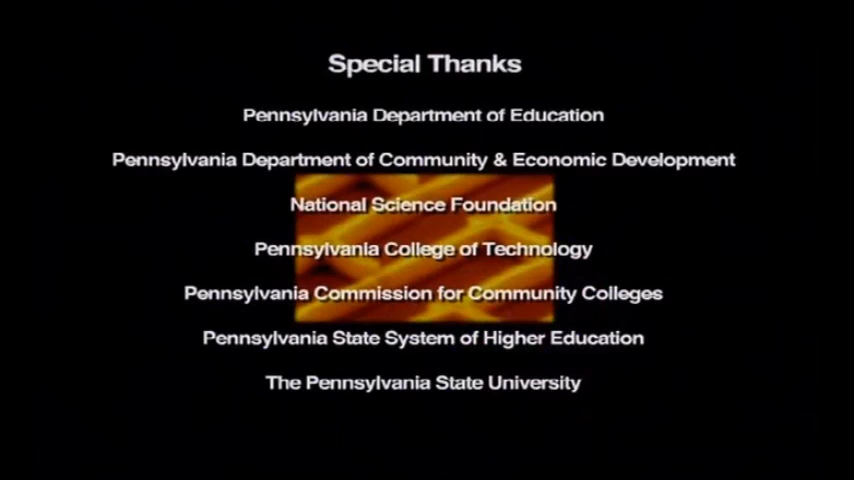 Special Thanks
Pennsylvania Department of Education
Pennsylvania Department of Community & Economic Development
National Science Foundation
Pennsylvania College of Technology
Pennsylvania Commission for Community Colleges
Pennsylvania State System of Higher Education
The Pennsylvania State University